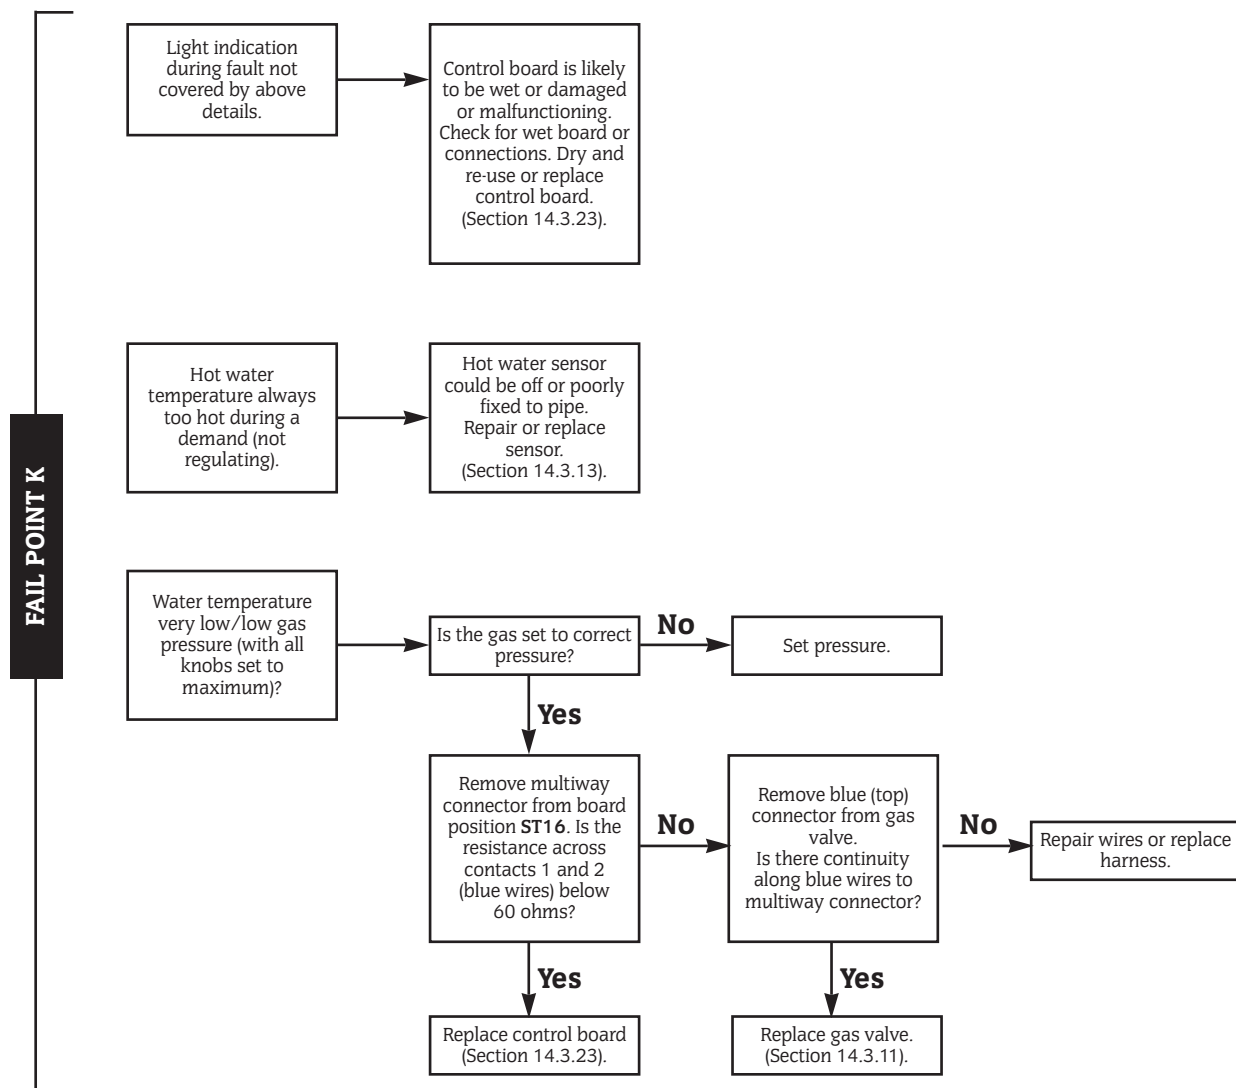 FAIL POINT K
Light indication
during fault not
covered by above
details.
Control board is likely
to be wet or damaged
or malfunctioning.
Check for wet board or
connections. Dry and
re-use or replace
control board.
(Section 14.3.23).
Hot water
temperature always
too hot during a
demand (not
regulating).
Hot water sensor
could be off or poorly
fixed to pipe.
Repair or replace
sensor.
(Section 14.3.13).
Water temperature
very low/low gas
pressure (with all
knobs set to
maximum)?
Is the gas set to correct
pressure?
No
Set pressure.
Yes
Remove multiway
connector from board
position ST16. Is the
resistance across
contacts 1 and 2
(blue wires) below
60 ohms?
No
Remove blue (top)
connector from gas
valve.
Is there continuity
along blue wires to
multiway connector?
No
Repair wires or replace
harness.
Yes
Replace control board
(Section 14.3.23).
Yes
Replace gas valve.
(Section 14.3.11).